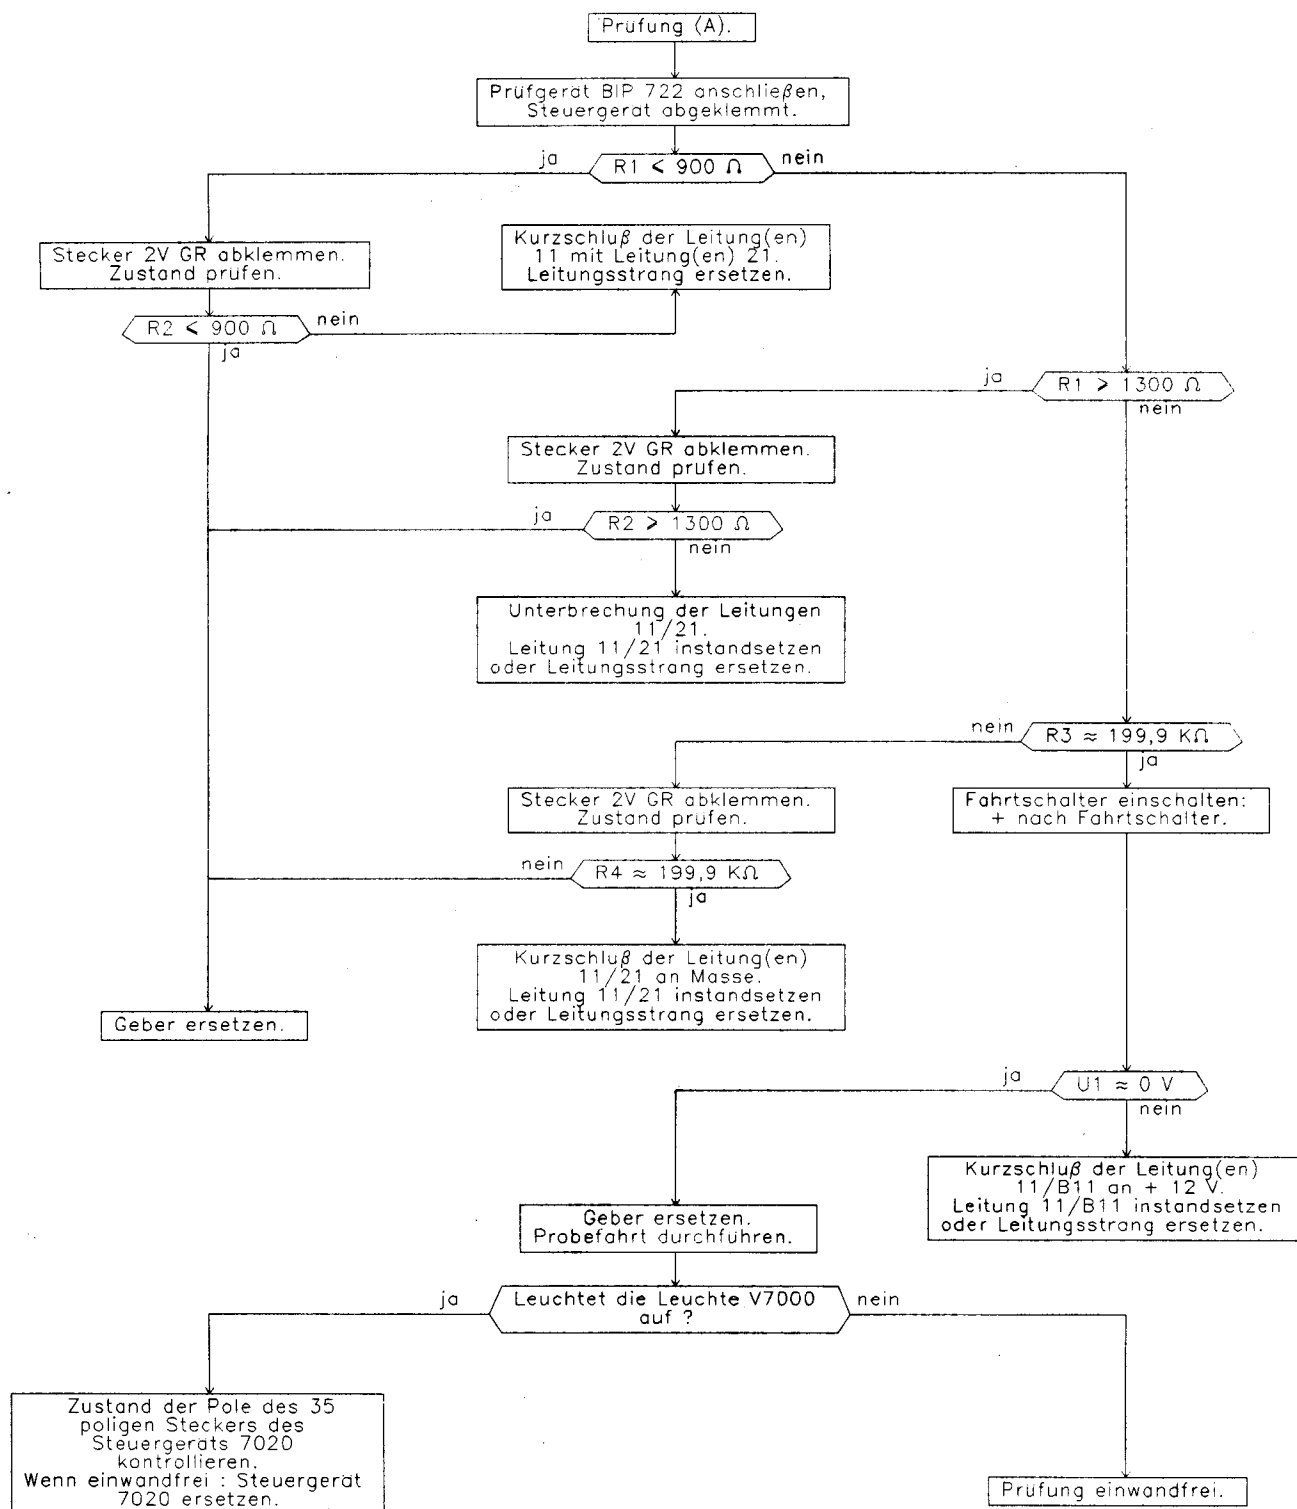 Prüfung (A).
Prüfgerät BIP 722 anschließen,
Steuergerät abgeklemmt.
ja
R1 < 900 Ω
nein
Stecker 2V GR abklemmen.
Zustand prüfen.
Kurzschluß der Leitung(en)
11 mit Leitung(en) 21.
Leitungsstrang ersetzen.
R2 < 900 Ω
nein
ja
ja
R1 > 1300 Ω
nein
Stecker 2V GR abklemmen.
Zustand prüfen.
ja
R2 > 1300 Ω
nein
Unterbrechung der Leitungen
11/21.
Leitung 11/21 instandsetzen
oder Leitungsstrang ersetzen.
nein
R3 ≈ 199,9 KΩ
ja
Stecker 2V GR abklemmen.
Zustand prüfen.
Fahrtschalter einschalten:
+ nach Fahrtschalter.
nein
R4 ≈ 199,9 KΩ
ja
Kurzschluß der Leitung(en)
11/21 an Masse.
Leitung 11/21 instandsetzen
oder Leitungsstrang ersetzen.
Geber ersetzen.
ja
U1 ≈ 0 V
nein
Kurzschluß der Leitung(en)
11/B11 an + 12 V.
Leitung 11/B11 instandsetzen
oder Leitungsstrang ersetzen.
Geber ersetzen.
Probefahrt durchführen.
ja
Leuchtet die Leuchte V7000
auf ?
nein
Zustand der Pole des 35
poligen Steckers des
Steuergeräts 7020
kontrollieren.
Wenn einwandfrei : Steuergerät
7020 ersetzen.
Prüfung einwandfrei.